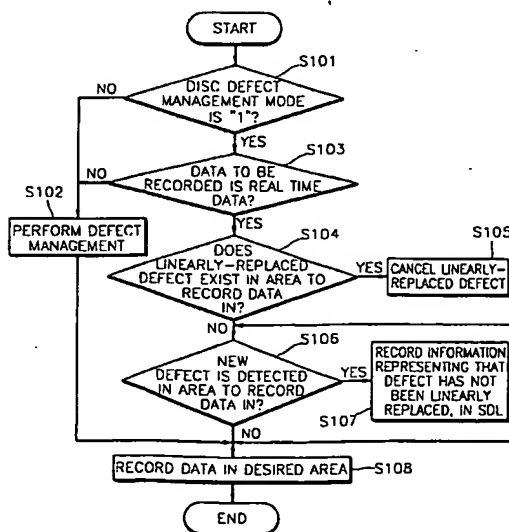 START
S101
NO
DISC DEFECT
MANAGEMENT MODE
IS "1"?
YES
S103
NO
DATA TO BE
RECORDED IS REAL TIME
DATA?
S102
YES
PERFORM DEFECT
MANAGEMENT
S104
DOES
LINEARLY-REPLACED
DEFECT EXIST IN AREA TO
RECORD DATA
IN?
YES
S105
CANCEL LINEARLY-
REPLACED DEFECT
NO
S106
NEW
DEFECT IS DETECTED
IN AREA TO RECORD
DATA IN?
YES
RECORD INFORMATION
REPRESENTING THAT
DEFECT HAS NOT
BEEN LINEARLY
REPLACED, IN SDL
S107
NO
RECORD DATA IN DESIRED AREA
S108
END